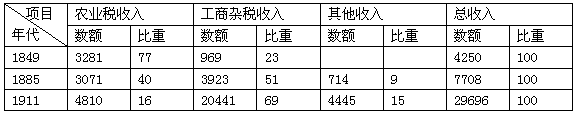 项目 农业税收入 工商杂税收入 其他收入 总收入
年代 数额 比重 数额 比重 数额 比重 数额 比重
1849 3281 77 969 23 4250 100
1885 3071 40 3923 51 714 9 7708 100
1911 4810 16 20441 69 4445 15 29696 100